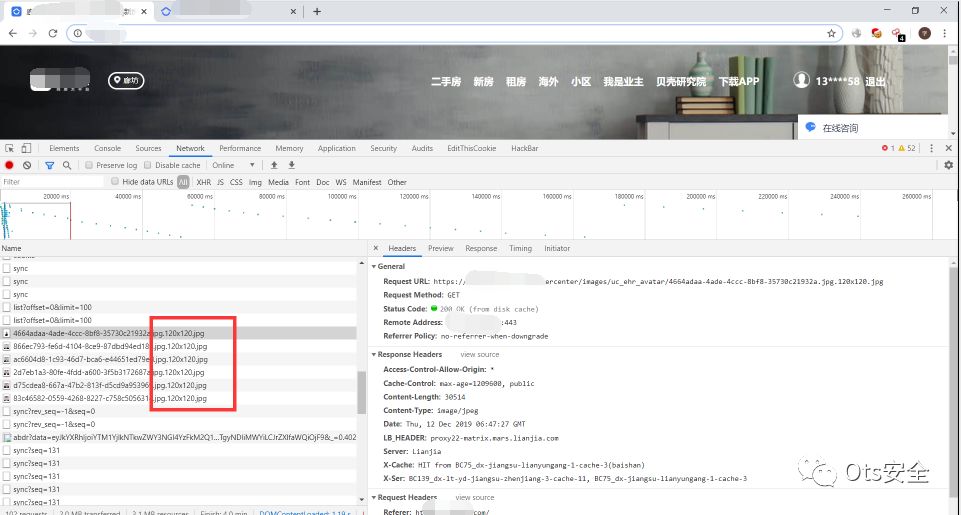 廊坊
二手房 新房 租房 海外 小区 我是业主 贝壳研究院 下载APP
13****58 退出
在线咨询
Elements Console Sources Network Performance Memory Application Security Audits EditThisCookie HackBar
1 52
Preserve log Disable cache Online
Filter Hide data URLs All XHR JS CSS Img Media Font Doc WS Manifest Other
20000 ms 40000 ms 60000 ms 80000 ms 100000 ms 120000 ms 140000 ms 160000 ms 180000 ms 200000 ms 220000 ms 240000 ms 260000 ms
Name
Headers Preview Response Timing Initiator
sync
sync
sync
list?offset=0&limit=100
list?offset=0&limit=100
4664adaa-4ade-4ccc-8bf8-35730c21932a.jpg.120x120.jpg
866ec793-fe6d-4104-8ce9-87dbd94ed18 .jpg.120x120.jpg
ac6604d8-1c93-46d7-bca6-e44651ed79e .jpg.120x120.jpg
2d7eb1a3-80fe-4fdd-a600-3f5b3172687a.jpg.120x120.jpg
d75cdea8-667a-47b2-813f-d5cd9a95396 .jpg.120x120.jpg
83c46582-0559-4268-8227-c758c505631 .jpg.120x120.jpg
sync?rev_seq=-1&seq=0
sync?rev_seq=-1&seq=0
sync?seq=131
sync?seq=131
sync?seq=131
sync?seq=131
sync?seq=131
102 requests 2.0 MB transferred 3.1 MB resources Finish: 4.0 min DOMContentLoaded: 1.18 s
General
Request URL: https:// ercenter/images/uc_ehr_avatar/4664adaa-4ade-4ccc-8bf8-35730c21932a.jpg.120x120.jpg
Request Method: GET
Status Code: 200 OK (from disk cache)
Remote Address: :443
Referrer Policy: no-referrer-when-downgrade
Response Headers view source
Access-Control-Allow-Origin: *
Cache-Control: max-age=1209600, public
Content-Length: 30514
Content-Type: image/jpeg
Date: Thu, 12 Dec 2019 06:47:27 GMT
LB_HEADER: proxy22-matrix.mars.lianjia.com
Server: Lianjia
X-Cache: HIT from BC75_dx-jiangsu-lianyungang-1-cache-3(baishan)
X-Ser: BC139_dx-lt-yd-jiangsu-zhenjiang-3-cache-11, BC75_dx-jiangsu-lianyungang-1-cache-3
Request Headers view source
Referer:
Ots安全